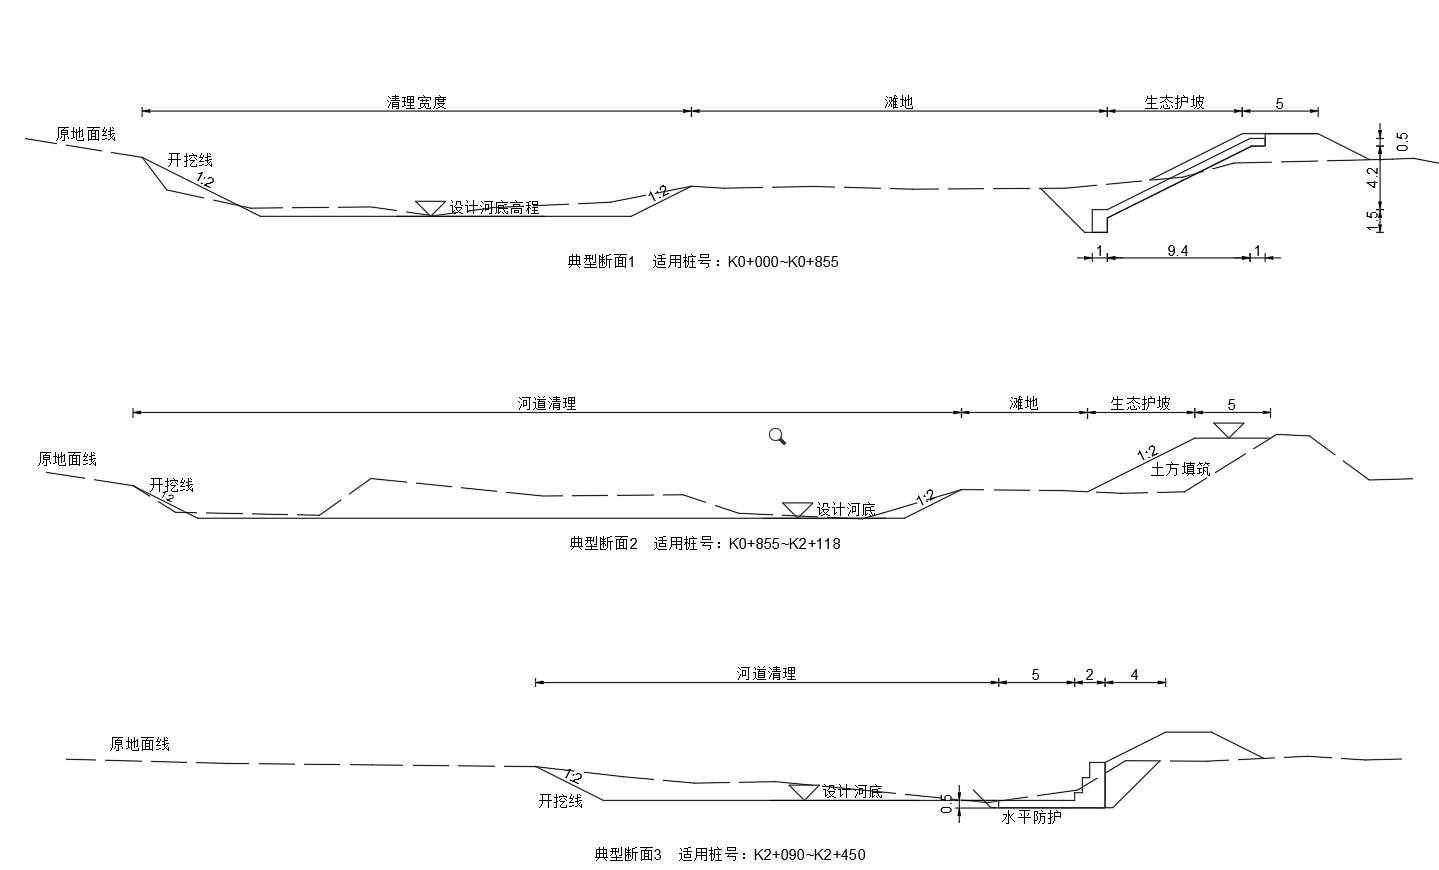 清理宽度 滩地 生态护坡 5
原地面线
开挖线
1:2
1:2
设计河底高程
0.5
4.2
1.5
1 9.4 1
典型断面1 适用桩号：K0+000~K0+855
河道清理 滩地 生态护坡 5
原地面线
1:2
土方填筑
开挖线
1:2
1:2
设计河底
典型断面2 适用桩号：K0+855~K2+118
河道清理 5 2 4
原地面线
1:2
开挖线
设计河底
0.5
水平防护
典型断面3 适用桩号：K2+090~K2+450